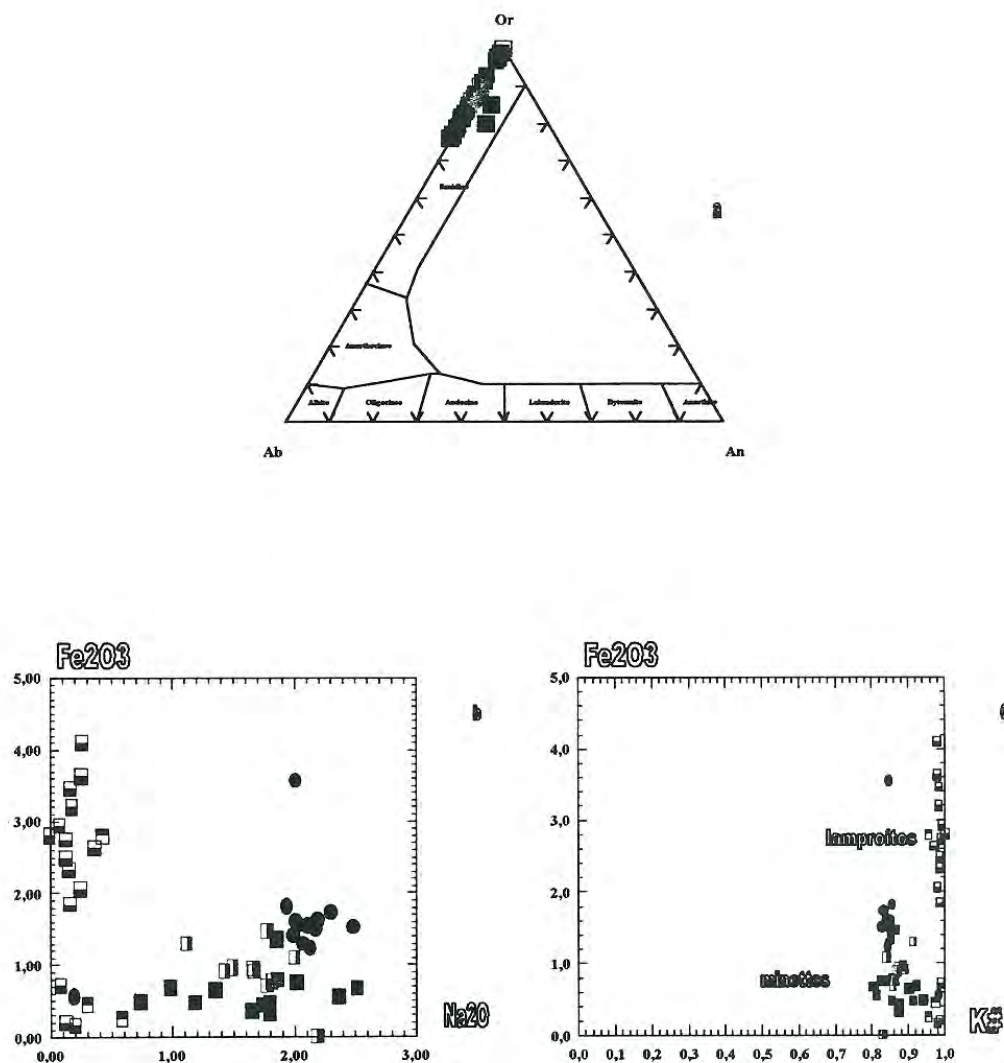 Or
a
Sanidine
Anorthoclase
Albite Oligoclase Andesine Labradorite Bytownite Anorthite
Ab An
Fe2O3
5,00
4,00
3,00
2,00
1,00
0,00
0,00 1,00 2,00 3,00
Na2O
b
Fe2O3
5,0
4,0
3,0
2,0
1,0
0,0
0,0 0,1 0,2 0,3 0,4 0,5 0,6 0,7 0,8 0,9 1,0
lamproitos
minettes
K#